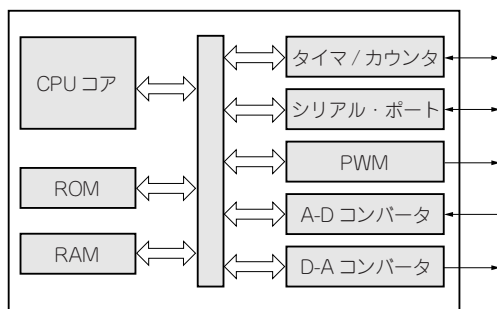 CPU コア
ROM
RAM
タイマ / カウンタ
シリアル・ポート
PWM
A-D コンバータ
D-A コンバータ